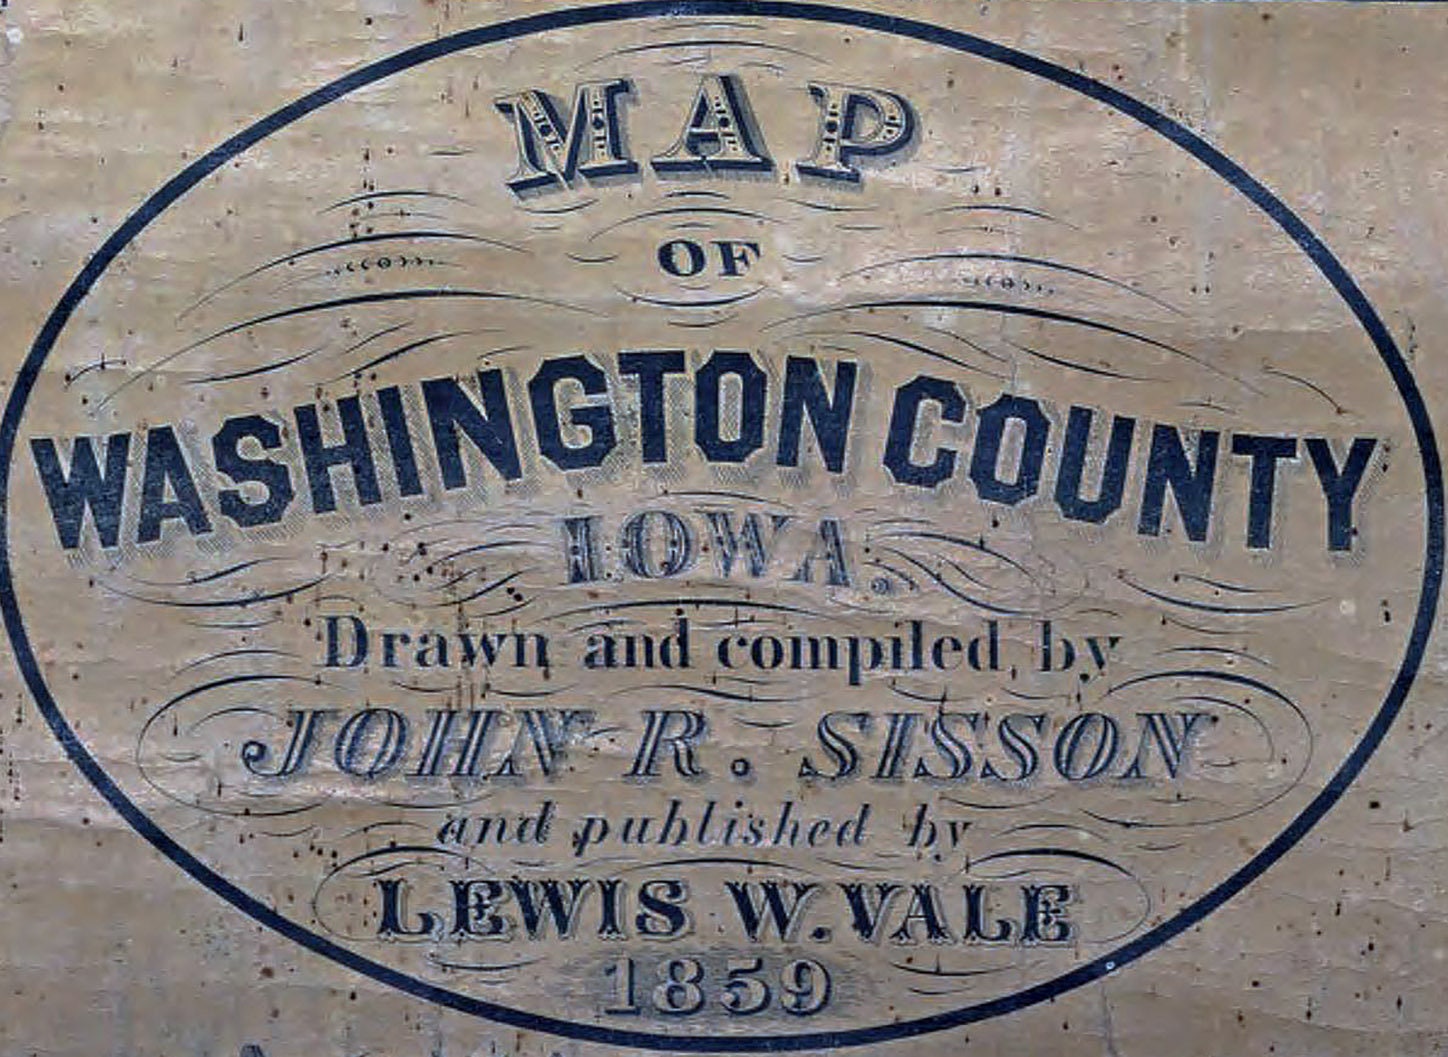 MAP
OF
WASHINGTON COUNTY
IOWA.
Drawn and compiled by
JOHN R. SISSON
and published by
LEWIS W. VALE
1859